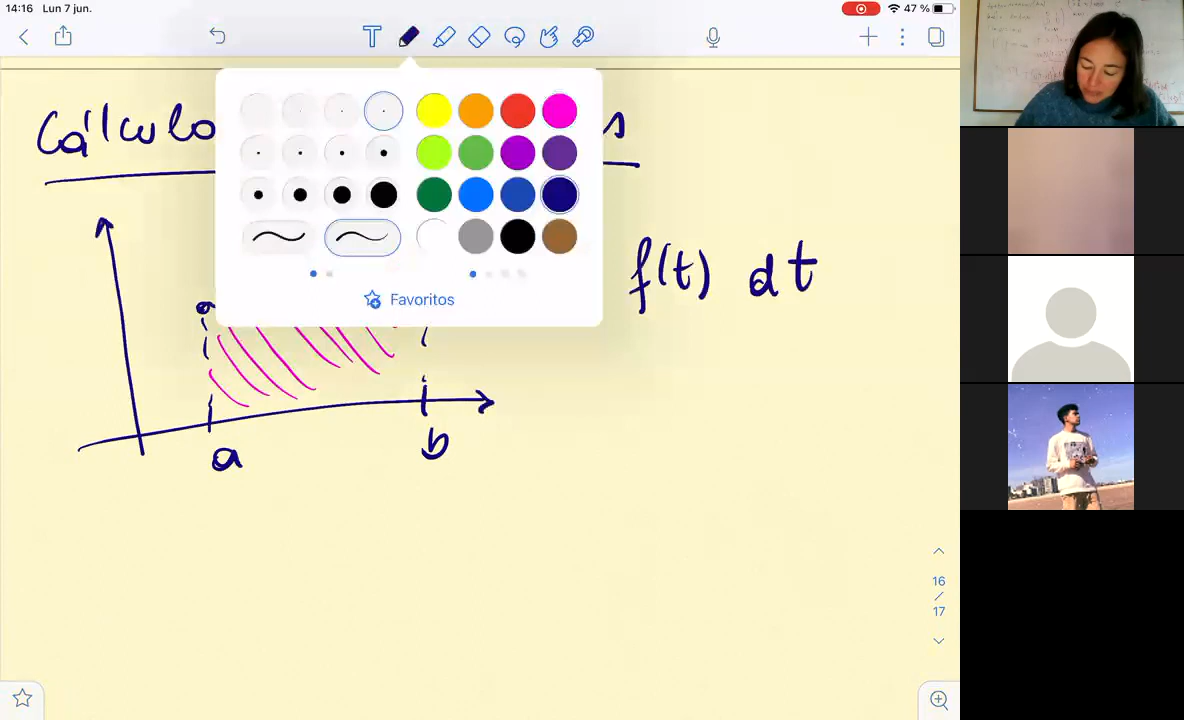 14:16 Lun 7 jun.
47 %
Cálculo
s
f(t) dt
Favoritos
a
b
16
/
17